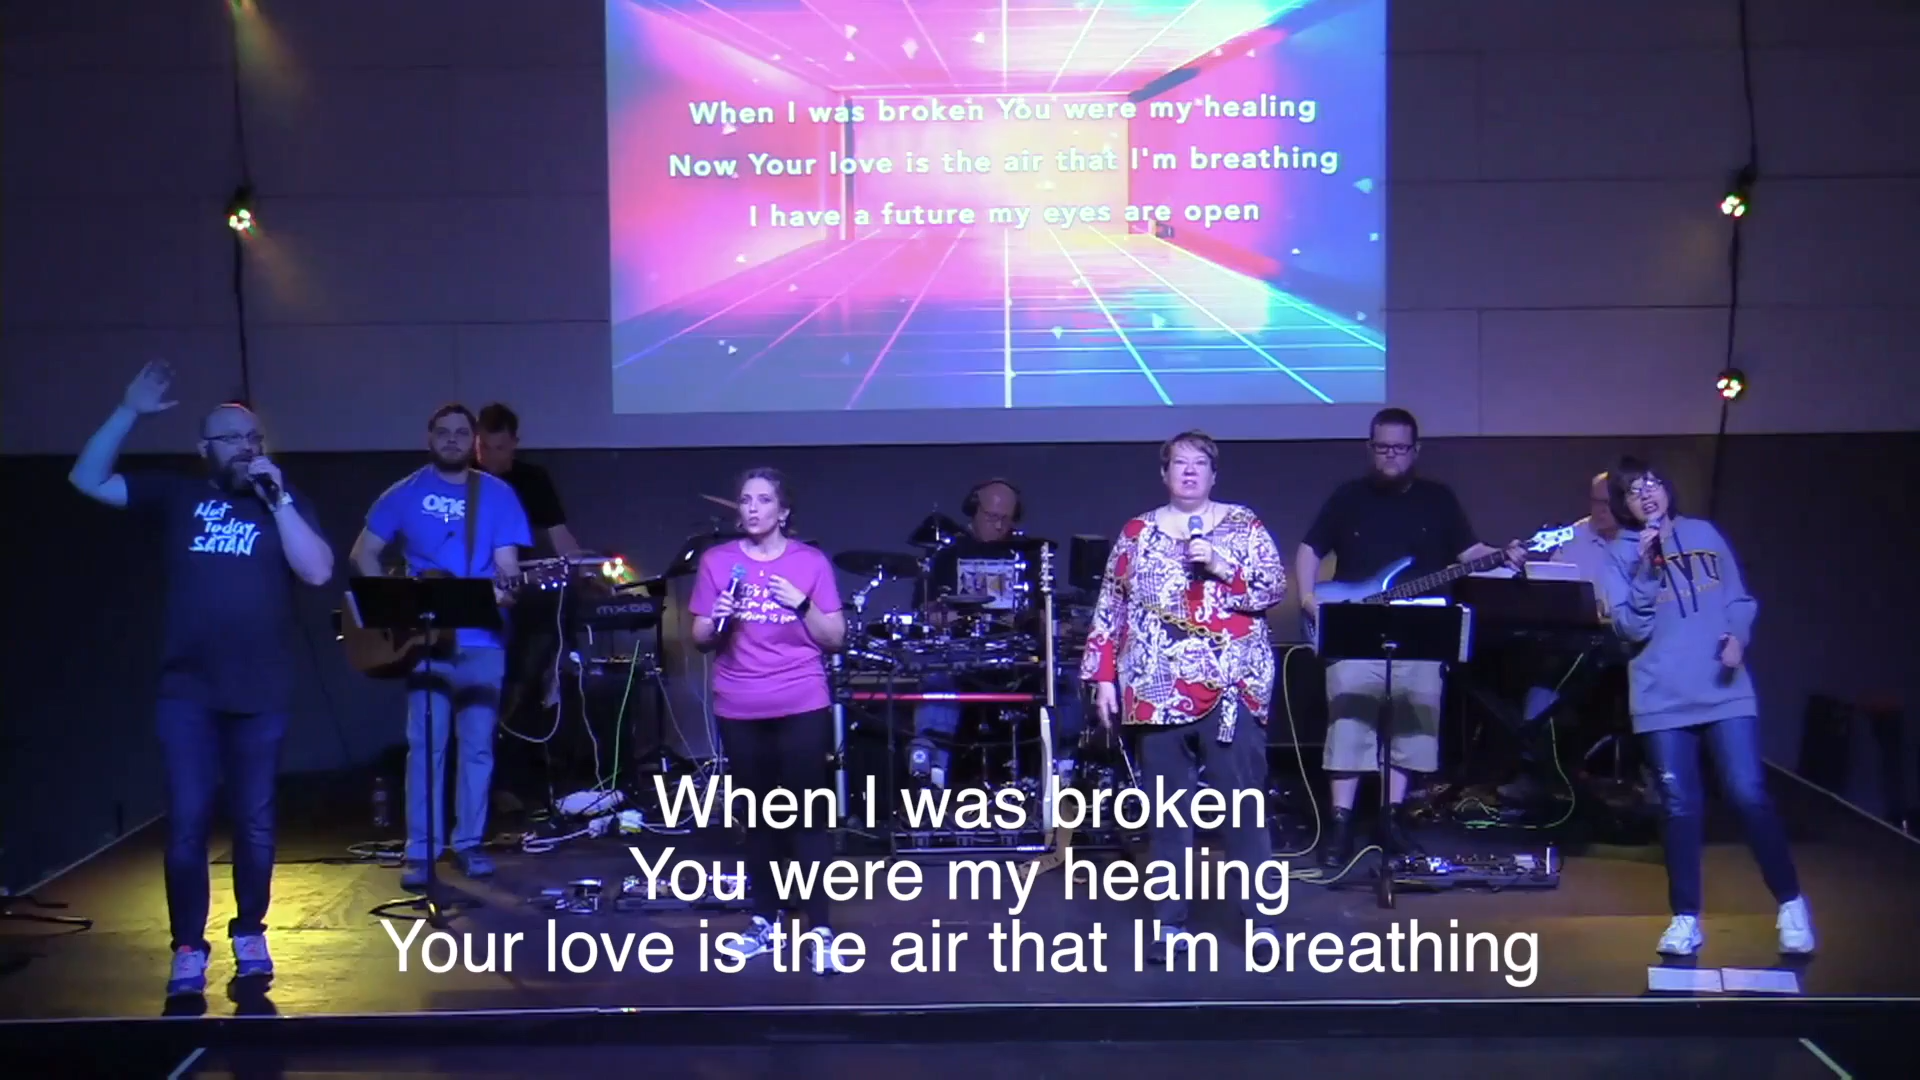 When I was broken You were my healing
Now Your love is the air that I'm breathing
I have a future my eyes are open
Not
Today
SATAN
one
MX
When I was broken
You were my healing
Your love is the air that I'm breathing